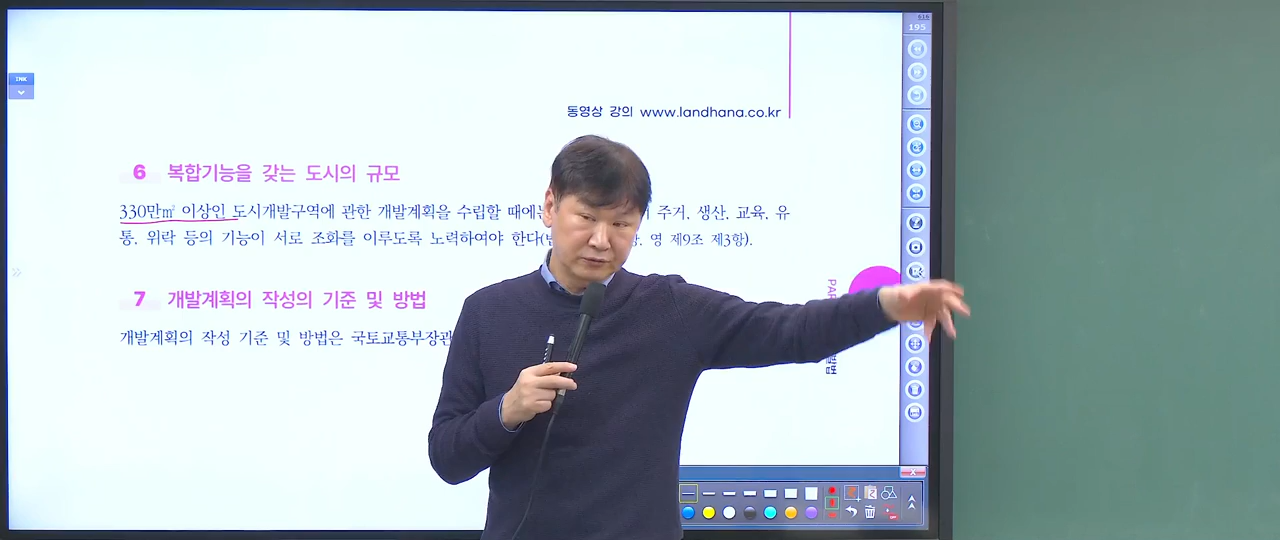 616
195
INK
동영상 강의 www.landhana.co.kr
6 복합기능을 갖는 도시의 규모
330만㎡ 이상인 도시개발구역에 관한 개발계획을 수립할 때에는 주거, 생산, 교육, 유
통, 위락 등의 기능이 서로 조화를 이루도록 노력하여야 한다( 영 제9조 제3항).
7 개발계획의 작성의 기준 및 방법
개발계획의 작성 기준 및 방법은 국토교통부장관
PAR